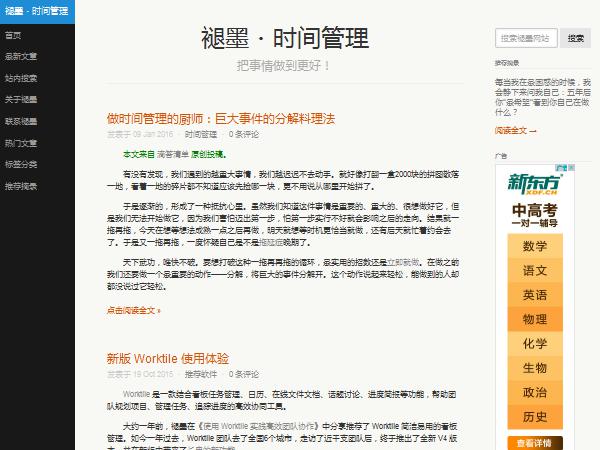 褪墨・时间管理
首页
最新文章
站内搜索
关于褪墨
联系褪墨
热门文章
标签分类
推荐摘录
褪墨・时间管理
把事情做到更好！
做时间管理的厨师：巨大事件的分解料理法
发表于 09 Jan 2016 · 时间管理 · 0 条评论
本文来自 滴答清单 原创投稿。
有没有发现，我们遇到的越重大事情，我们越迟迟不去动手。就好像打翻一盒2000块的拼图散落
一地，看着一地的碎片都不知道应该先捡哪一块，更不用说从哪里开始拼了。
于是逐渐的，形成了一种抵抗心里。虽然我们知道这件事情是重要的、重大的、很想做好它，但
是我们无法开始做它，因为我们害怕迈出第一步，怕第一步实行不好就会影响之后的走向。结果就一
拖再拖，今天在想等想法成熟一点之后再做，明天就想等时机更恰当就做，还有后天就忙着约会去
了。于是又一拖再拖，一度怀疑自己是不是拖延症晚期了。
天下武功，唯快不破。要想打破这种一拖再拖的循环，最实用的招数还是立即就做。在做之前
我们还要做一个最重要的动作——分解，将巨大的事件分解开。这个动作说起来轻松，能做到的人却
都没说过它轻松。
点击阅读全文 »
新版 Worktile 使用体验
发表于 19 Oct 2015 · 推荐软件 · 0 条评论
Worktile 是一款结合看板任务管理、日历、在线文件文档、话题讨论、进度简报等功能，帮助团
队规划项目、管理任务、追踪进度的高效协同工具。
大约一年前，褪墨在《使用 Worktile 实践高效团队协作》中分享推荐了 Worktile 简洁易用的看板
管理。如今一年过去，Worktile 团队去了全国6个城市，走访了近千支团队后，终于推出了全新 V4 版
搜索褪墨网站
搜索
推荐摘录
每当我在最困惑的时候，我
会静下来问我自己：五年后
你“最希望”看到你自己在做
什么？
阅读全文 →
广告
新东方
XDF.CN
中高考
一对一辅导
数学
语文
英语
物理
化学
生物
政治
历史
查看详情